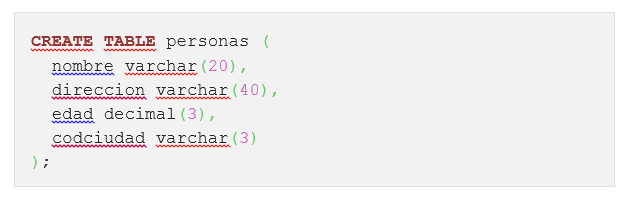 CREATE TABLE personas (
nombre varchar(20),
direccion varchar(40),
edad decimal(3),
codciudad varchar(3)
);